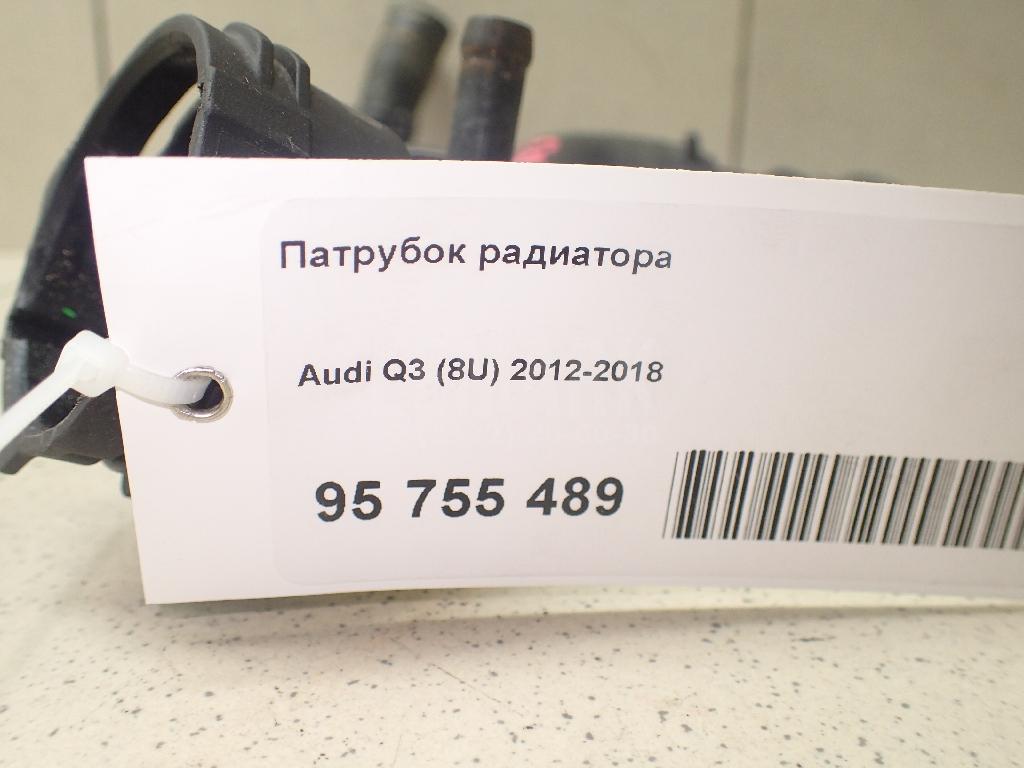 Патрубок радиатора
Audi Q3 (8U) 2012-2018
95 755 489